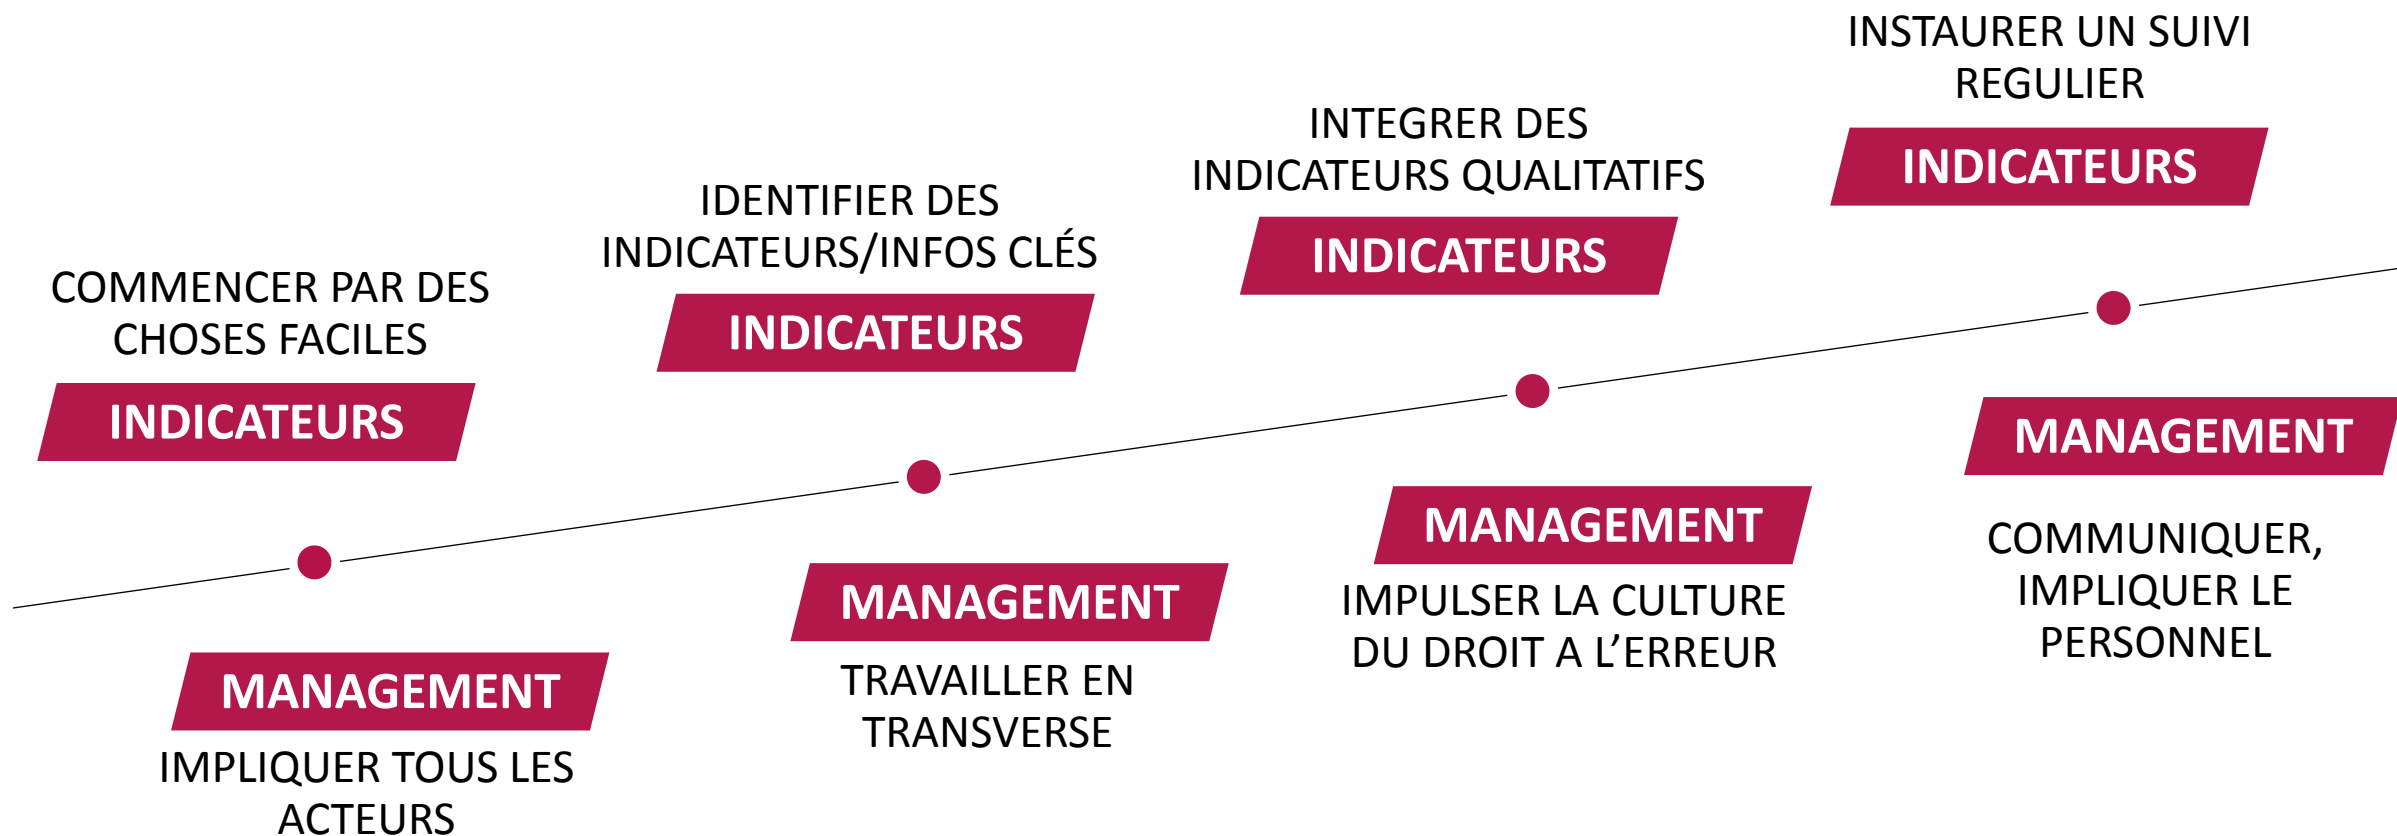 COMMENCER PAR DES
CHOSES FACILES
INDICATEURS
MANAGEMENT
IMPLIQUER TOUS LES
ACTEURS
IDENTIFIER DES
INDICATEURS/INFOS CLÉS
INDICATEURS
MANAGEMENT
TRAVAILLER EN
TRANSVERSE
INTEGRER DES
INDICATEURS QUALITATIFS
INDICATEURS
MANAGEMENT
IMPULSER LA CULTURE
DU DROIT A L’ERREUR
INSTAURER UN SUIVI
REGULIER
INDICATEURS
MANAGEMENT
COMMUNIQUER,
IMPLIQUER LE
PERSONNEL